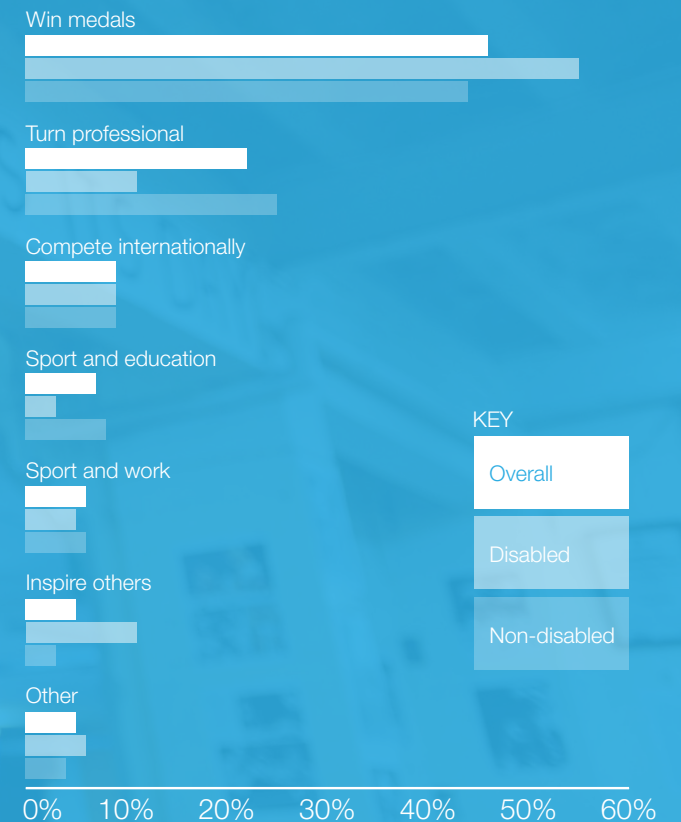 Win medals
Turn professional
Compete internationally
Sport and education
KEY
Overall
Sport and work
Disabled
Inspire others
Non-disabled
Other
0% 10% 20% 30% 40% 50% 60%